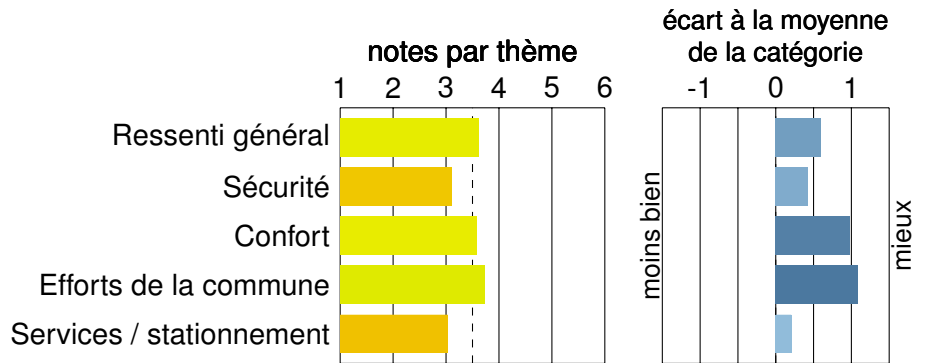 notes par thème
1 2 3 4 5 6
écart à la moyenne
de la catégorie
-1 0 1
Ressenti général
Sécurité
Confort
Efforts de la commune
Services / stationnement
moins bien
mieux